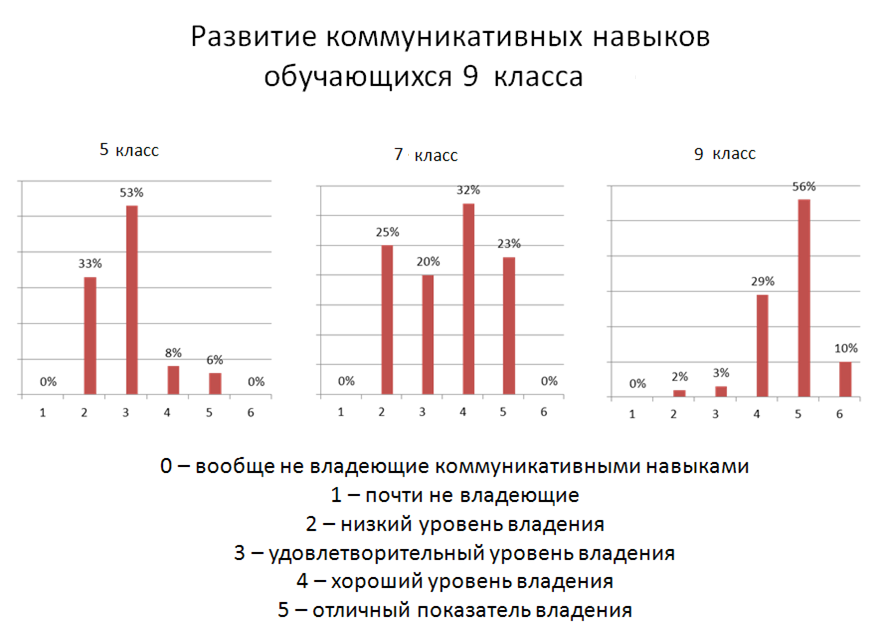 Развитие коммуникативных навыков
обучающихся 9 класса
5 класс
53%
33%
8%
6%
0%
0%
1 2 3 4 5 6
7 класс
32%
25%
23%
20%
0%
0%
1 2 3 4 5 6
9 класс
56%
29%
10%
3%
2%
0%
1 2 3 4 5 6
0 – вообще не владеющие коммуникативными навыками
1 – почти не владеющие
2 – низкий уровень владения
3 – удовлетворительный уровень владения
4 – хороший уровень владения
5 – отличный показатель владения